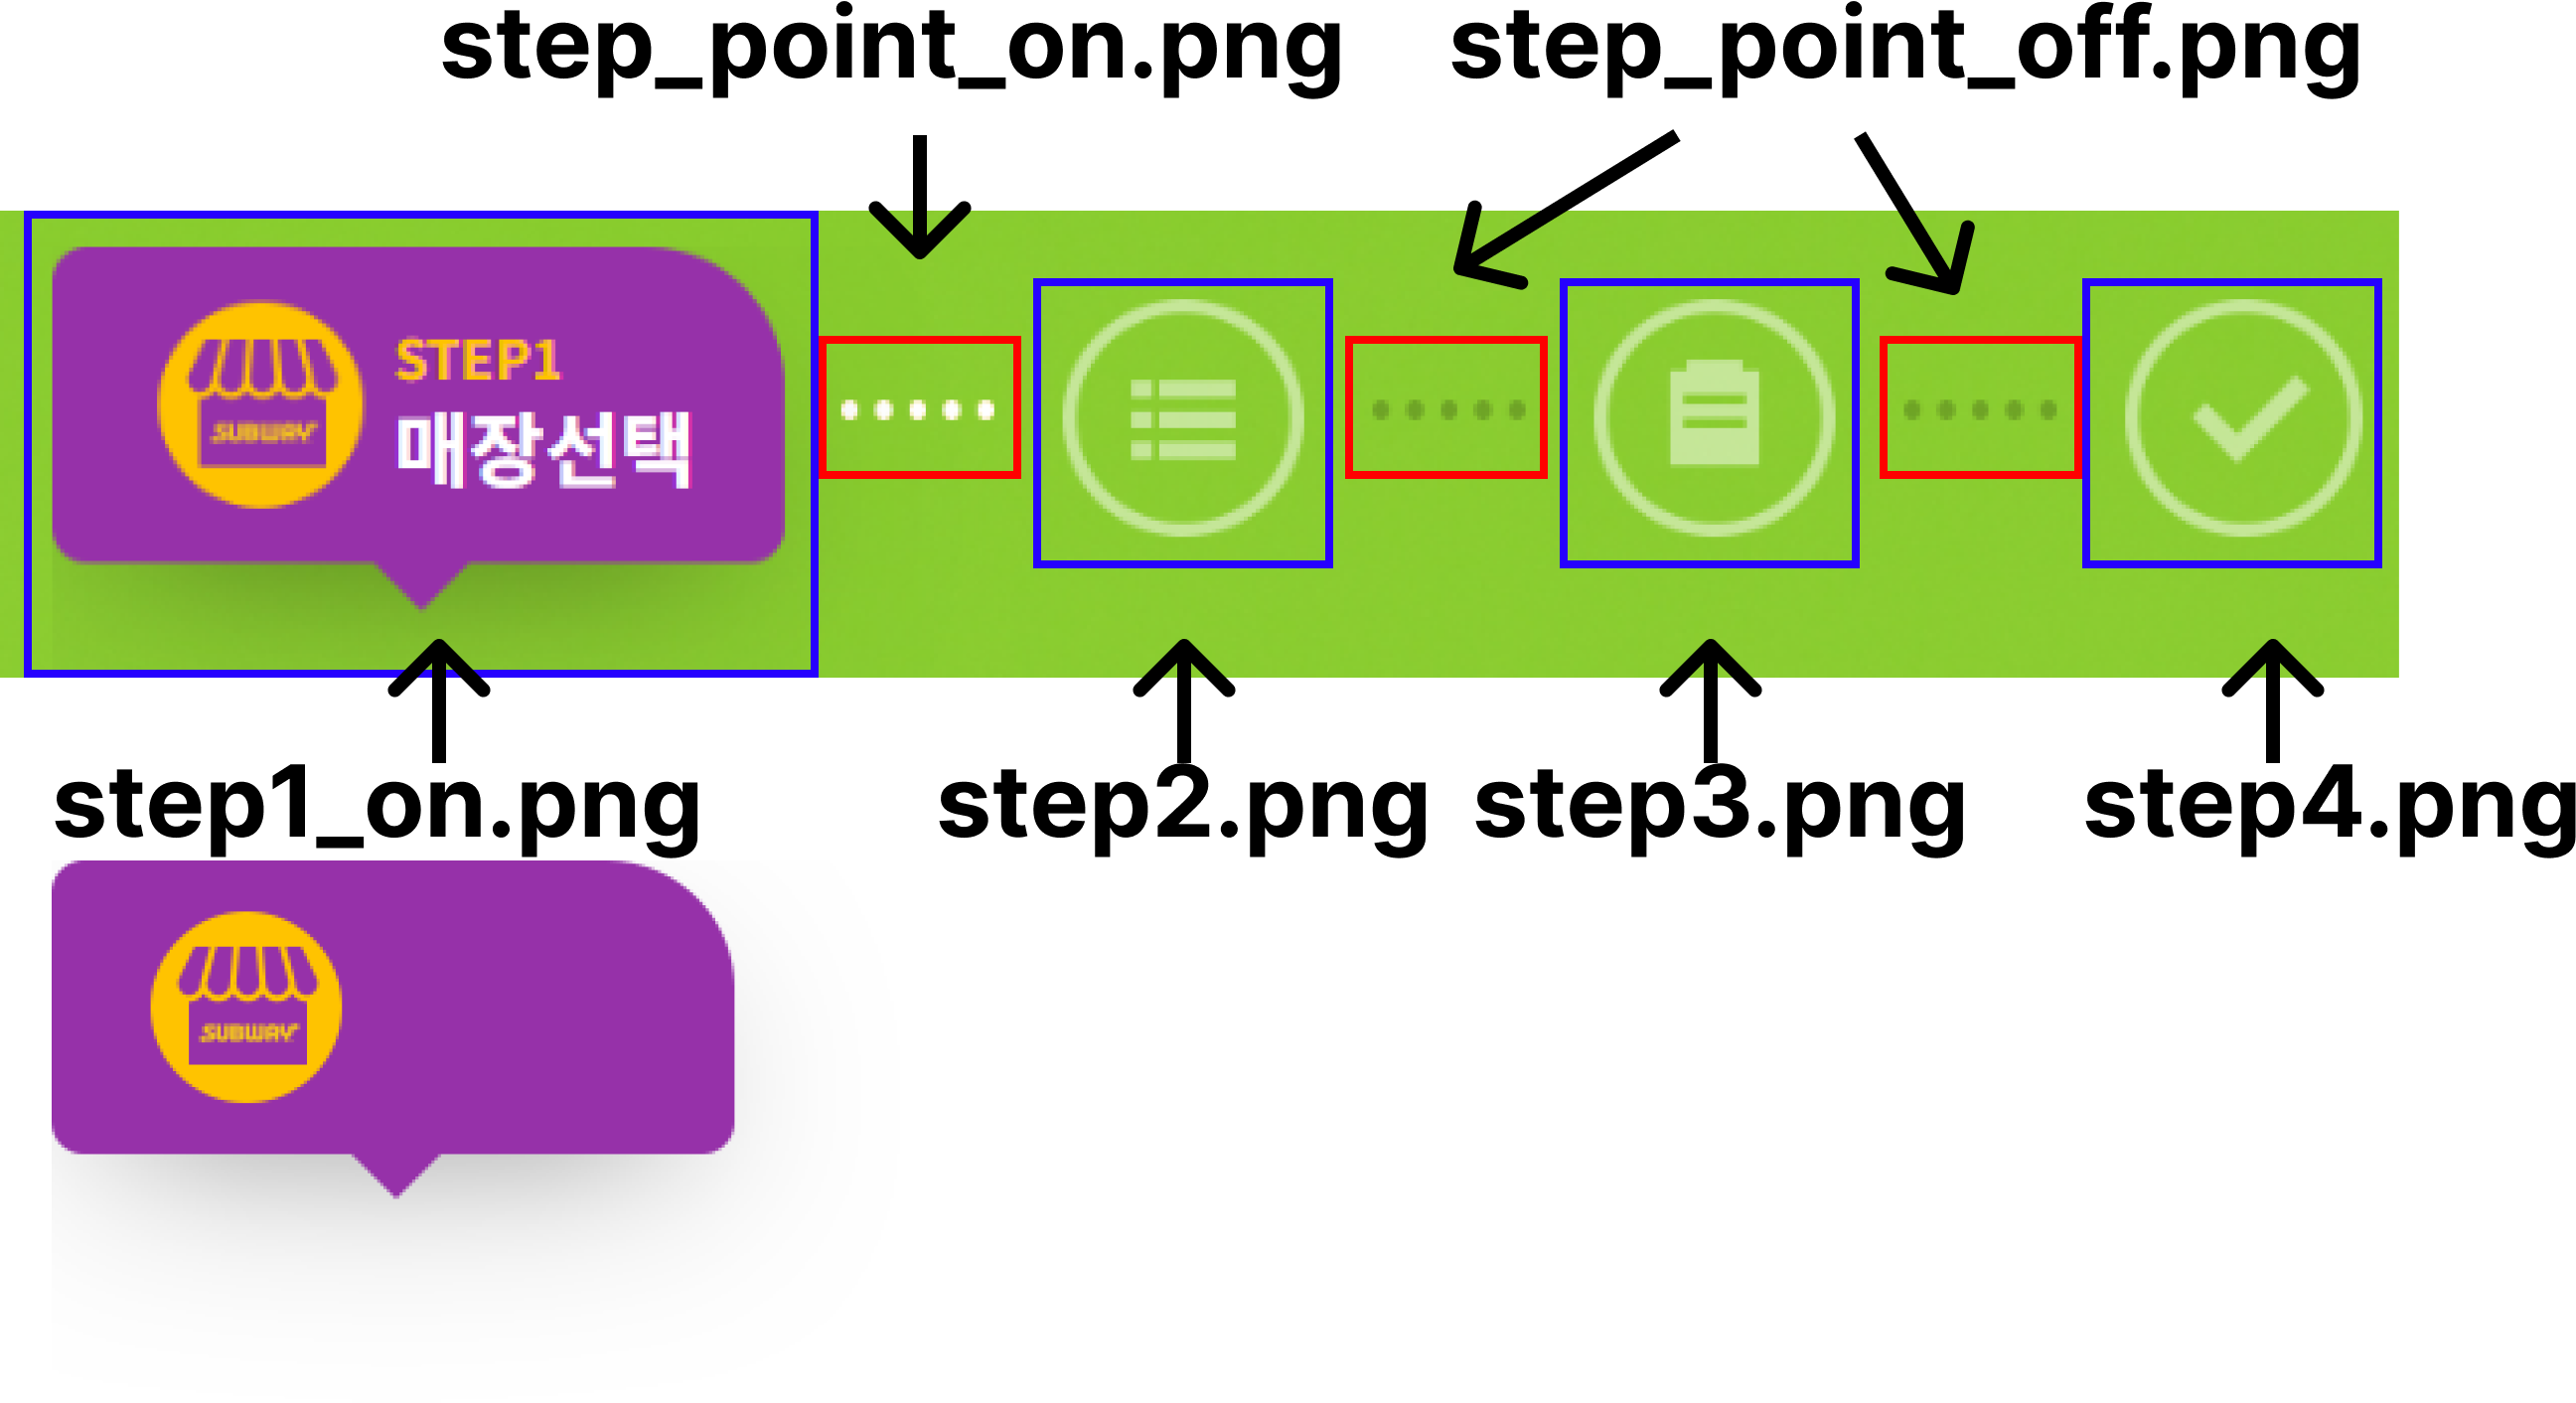 step_point_on.png step_point_off.png
STEP1
매장선택
SUBWAY
step1_on.png step2.png step3.png step4.png
SUBWAY